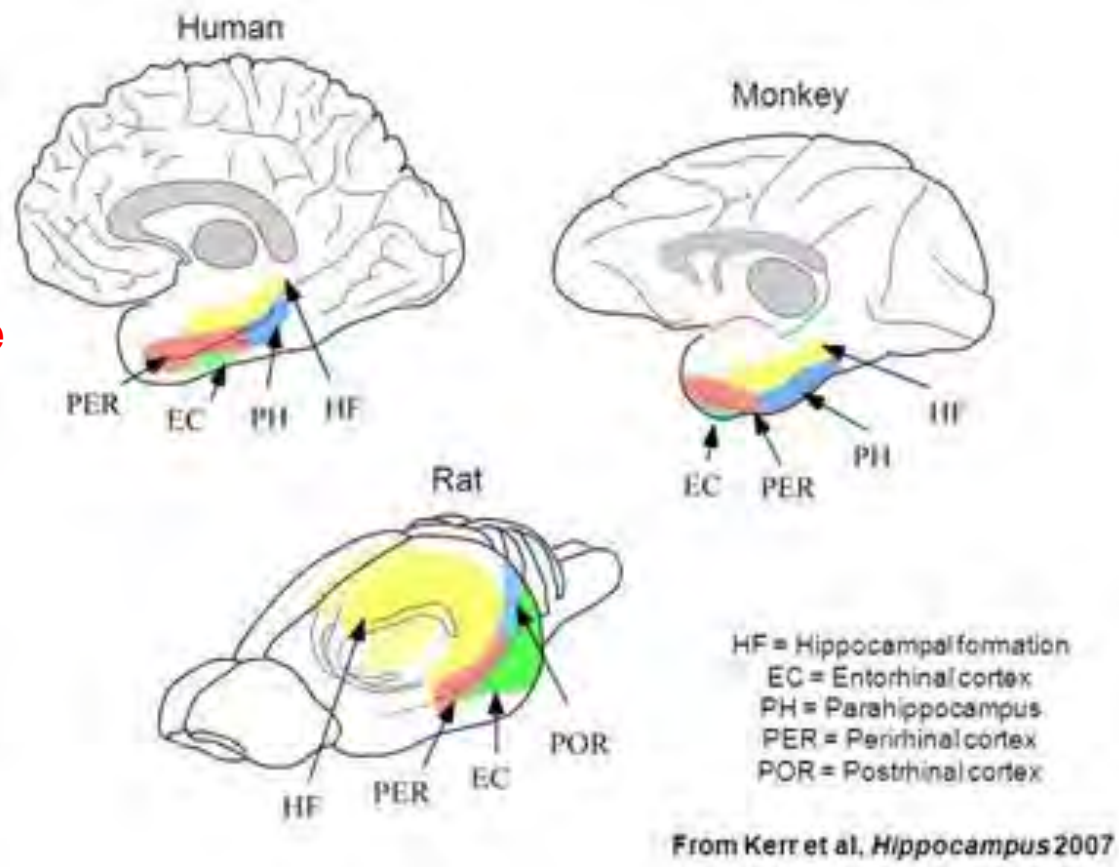 Human
Monkey
e
PER
EC
PH
HF
HF
PH
EC
PER
Rat
POR
EC
PER
HF
HF = Hippocampal formation
EC = Entorhinal cortex
PH = Parahippocampus
PER = Perirhinal cortex
POR = Postrhinal cortex
From Kerr et al, Hippocampus 2007